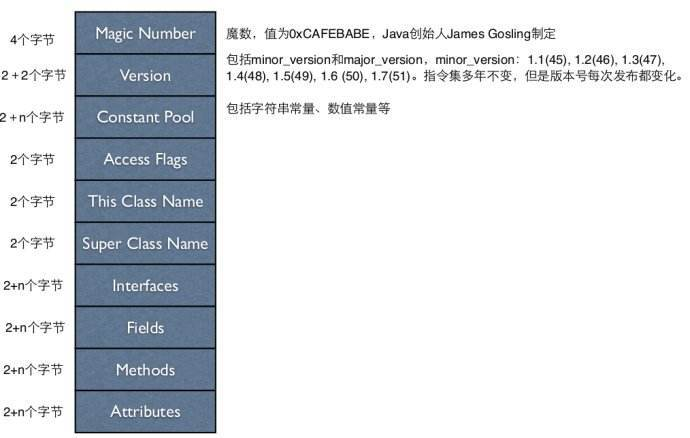 4个字节
Magic Number
魔数，值为0xCAFEBABE，Java创始人James Gosling制定
2＋2个字节
Version
包括minor_version和major_version，minor_version：1.1(45), 1.2(46), 1.3(47),
1.4(48), 1.5(49), 1.6 (50), 1.7(51)。指令集多年不变，但是版本号每次发布都变化。
2＋n个字节
Constant Pool
包括字符串常量、数值常量等
2个字节
Access Flags
2个字节
This Class Name
2个字节
Super Class Name
2+n个字节
Interfaces
2+n个字节
Fields
2+n个字节
Methods
2+n个字节
Attributes